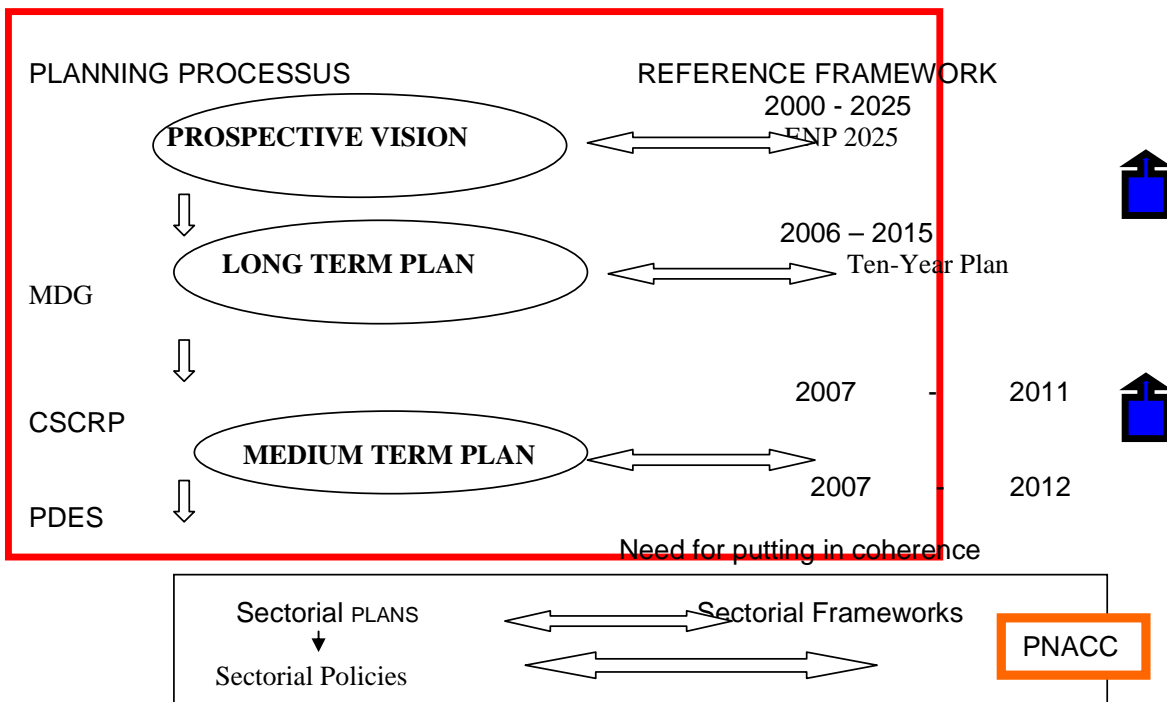 PLANNING PROCESSUS REFERENCE FRAMEWORK
2000 - 2025
PROSPECTIVE VISION ENP 2025
2006 – 2015
LONG TERM PLAN Ten-Year Plan
MDG
2007 - 2011
CSCRP
MEDIUM TERM PLAN
2007 - 2012
PDES
Need for putting in coherence
Sectorial PLANS Sectorial Frameworks
PNACC
Sectorial Policies